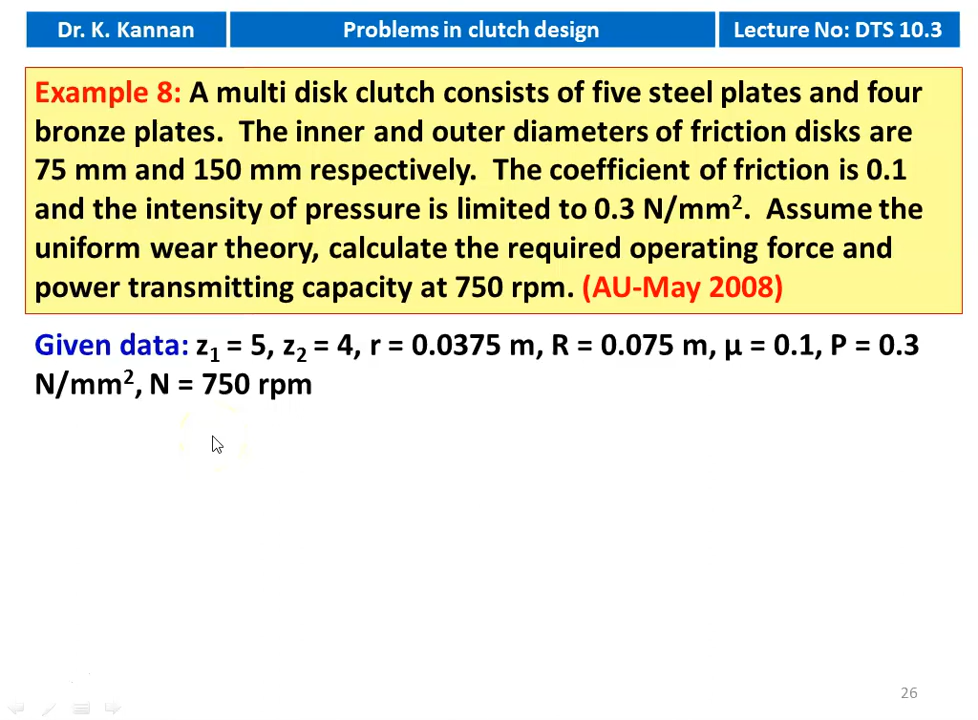 Dr. K. Kannan
Problems in clutch design
Lecture No: DTS 10.3
Example 8: A multi disk clutch consists of five steel plates and four
bronze plates. The inner and outer diameters of friction disks are
75 mm and 150 mm respectively. The coefficient of friction is 0.1
and the intensity of pressure is limited to 0.3 N/mm². Assume the
uniform wear theory, calculate the required operating force and
power transmitting capacity at 750 rpm. (AU-May 2008)
Given data: z₁ = 5, z₂ = 4, r = 0.0375 m, R = 0.075 m, μ = 0.1, P = 0.3
N/mm², N = 750 rpm
26